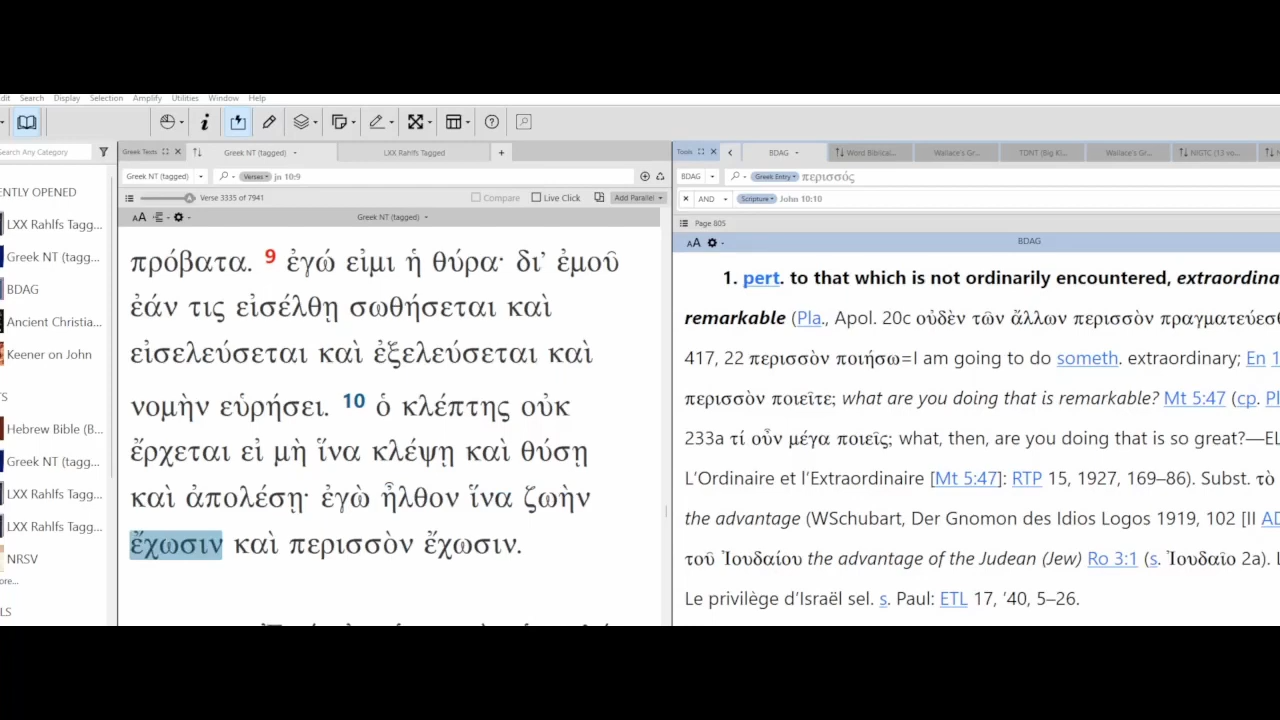 dit Search Display Selection Amplify Utilities Window Help
earch Any Category
ENTLY OPENED
LXX Rahlfs Tagg...
Greek NT (tagg...
BDAG
Ancient Christia...
Keener on John
TS
Hebrew Bible (B...
Greek NT (tagg...
LXX Rahlfs Tagg...
LXX Rahlfs Tagg...
NRSV
ore...
LS
Greek Texts Greek NT (tagged) LXX Rahlfs Tagged +
Greek NT (tagged) Verses jn 10:9
Verse 3335 of 7941 Compare Live Click Add Parallel
AA Greek NT (tagged)
πρόβατα. 9 ἐγώ εἰμι ἡ θύρα· δι᾽ ἐμοῦ
ἐάν τις εἰσέλθῃ σωθήσεται καὶ
εἰσελεύσεται καὶ ἐξελεύσεται καὶ
νομὴν εὑρήσει. 10 ὁ κλέπτης οὐκ
ἔρχεται εἰ μὴ ἵνα κλέψῃ καὶ θύσῃ
καὶ ἀπολέσῃ· ἐγὼ ἦλθον ἵνα ζωὴν
ἔχωσιν καὶ περισσὸν ἔχωσιν.
Tools BDAG Word Biblical... Wallace's Gr... TDNT (Big Ki... Wallace's Gr... NIGTC (13 vo... N
BDAG Greek Entry περισσός
AND Scripture John 10:10
Page 805
AA BDAG
1. pert. to that which is not ordinarily encountered, extraordina
remarkable (Pla., Apol. 20c οὐδὲν τῶν ἄλλων περισσὸν πραγματεύεσθ
417, 22 περισσὸν ποιήσω=I am going to do someth. extraordinary; En 1
περισσὸν ποιεῖτε; what are you doing that is remarkable? Mt 5:47 (cp. Pl
233a τί οὖν μέγα ποιεῖς; what, then, are you doing that is so great?—EL
L’Ordinaire et l’Extraordinaire [Mt 5:47]: RTP 15, 1927, 169–86). Subst. τὸ
the advantage (WSchubart, Der Gnomon des Idios Logos 1919, 102 [II AD
τοῦ Ἰουδαίου the advantage of the Judean (Jew) Ro 3:1 (s. Ἰουδαῖο 2a). L
Le privilège d’Israël sel. s. Paul: ETL 17, ’40, 5–26.